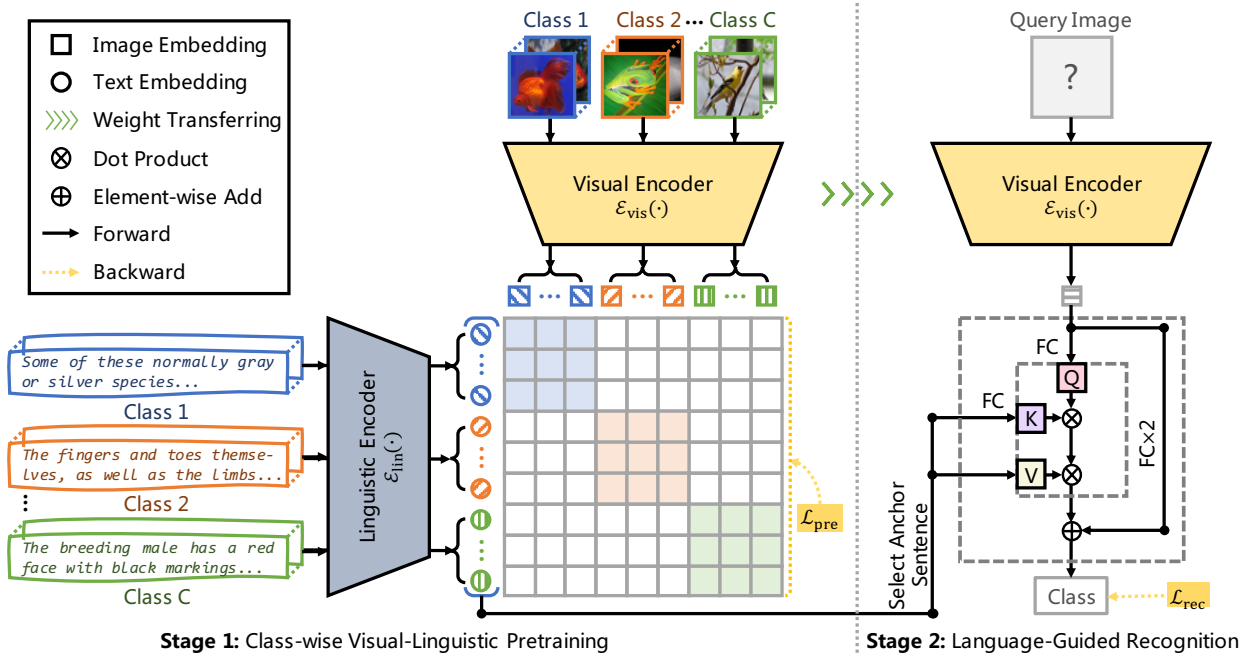 Image Embedding
Text Embedding
Weight Transferring
Dot Product
Element-wise Add
Forward
Backward
Class 1
Class 2
...
Class C
Visual Encoder
ℰvis(·)
Some of these normally gray
or silver species...
Class 1
The fingers and toes themse-
lves, as well as the limbs...
Class 2
The breeding male has a red
face with black markings...
Class C
Linguistic Encoder
ℰlin(·)
ℒpre
Stage 1: Class-wise Visual-Linguistic Pretraining
Query Image
?
Visual Encoder
ℰvis(·)
FC
Q
FC
K
V
FC×2
Select Anchor
Sentence
Class
ℒrec
Stage 2: Language-Guided Recognition